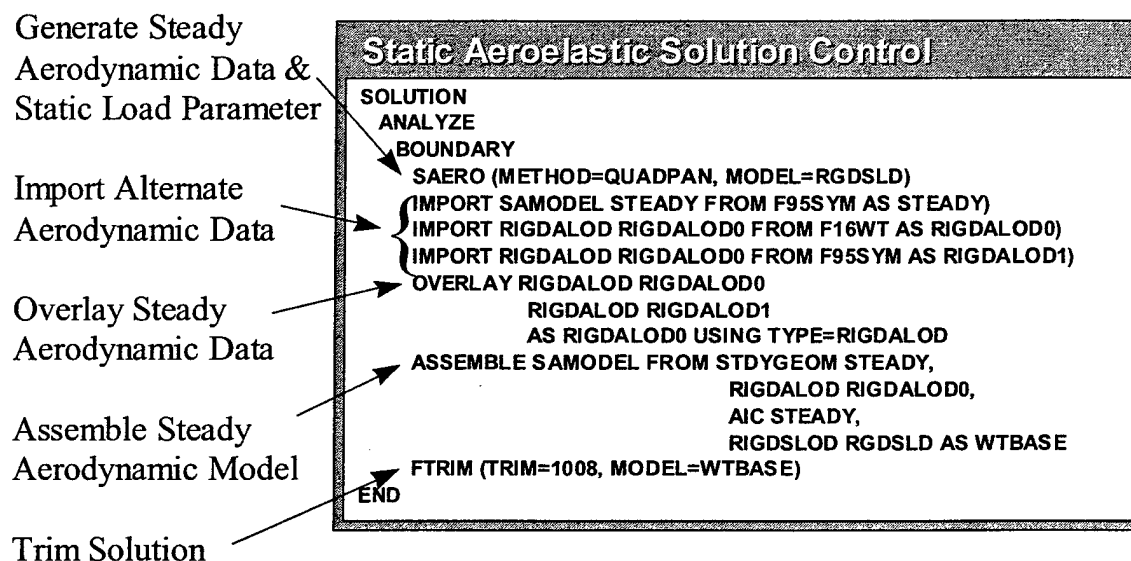 Generate Steady
Aerodynamic Data &
Static Load Parameter
Import Alternate
Aerodynamic Data
Overlay Steady
Aerodynamic Data
Assemble Steady
Aerodynamic Model
Trim Solution
Static Aeroelastic Solution Control
SOLUTION
ANALYZE
BOUNDARY
SAERO (METHOD=QUADPAN, MODEL=RGDSLD)
IMPORT SAMODEL STEADY FROM F95SYM AS STEADY)
IMPORT RIGDALOD RIGDALOD0 FROM F16WT AS RIGDALOD0)
IMPORT RIGDALOD RIGDALOD0 FROM F95SYM AS RIGDALOD1)
OVERLAY RIGDALOD RIGDALOD0
RIGDALOD RIGDALOD1
AS RIGDALOD0 USING TYPE=RIGDALOD
ASSEMBLE SAMODEL FROM STDYGEOM STEADY,
RIGDALOD RIGDALOD0,
AIC STEADY,
RIGDSLOD RGDSLD AS WTBASE
FTRIM (TRIM=1008, MODEL=WTBASE)
END